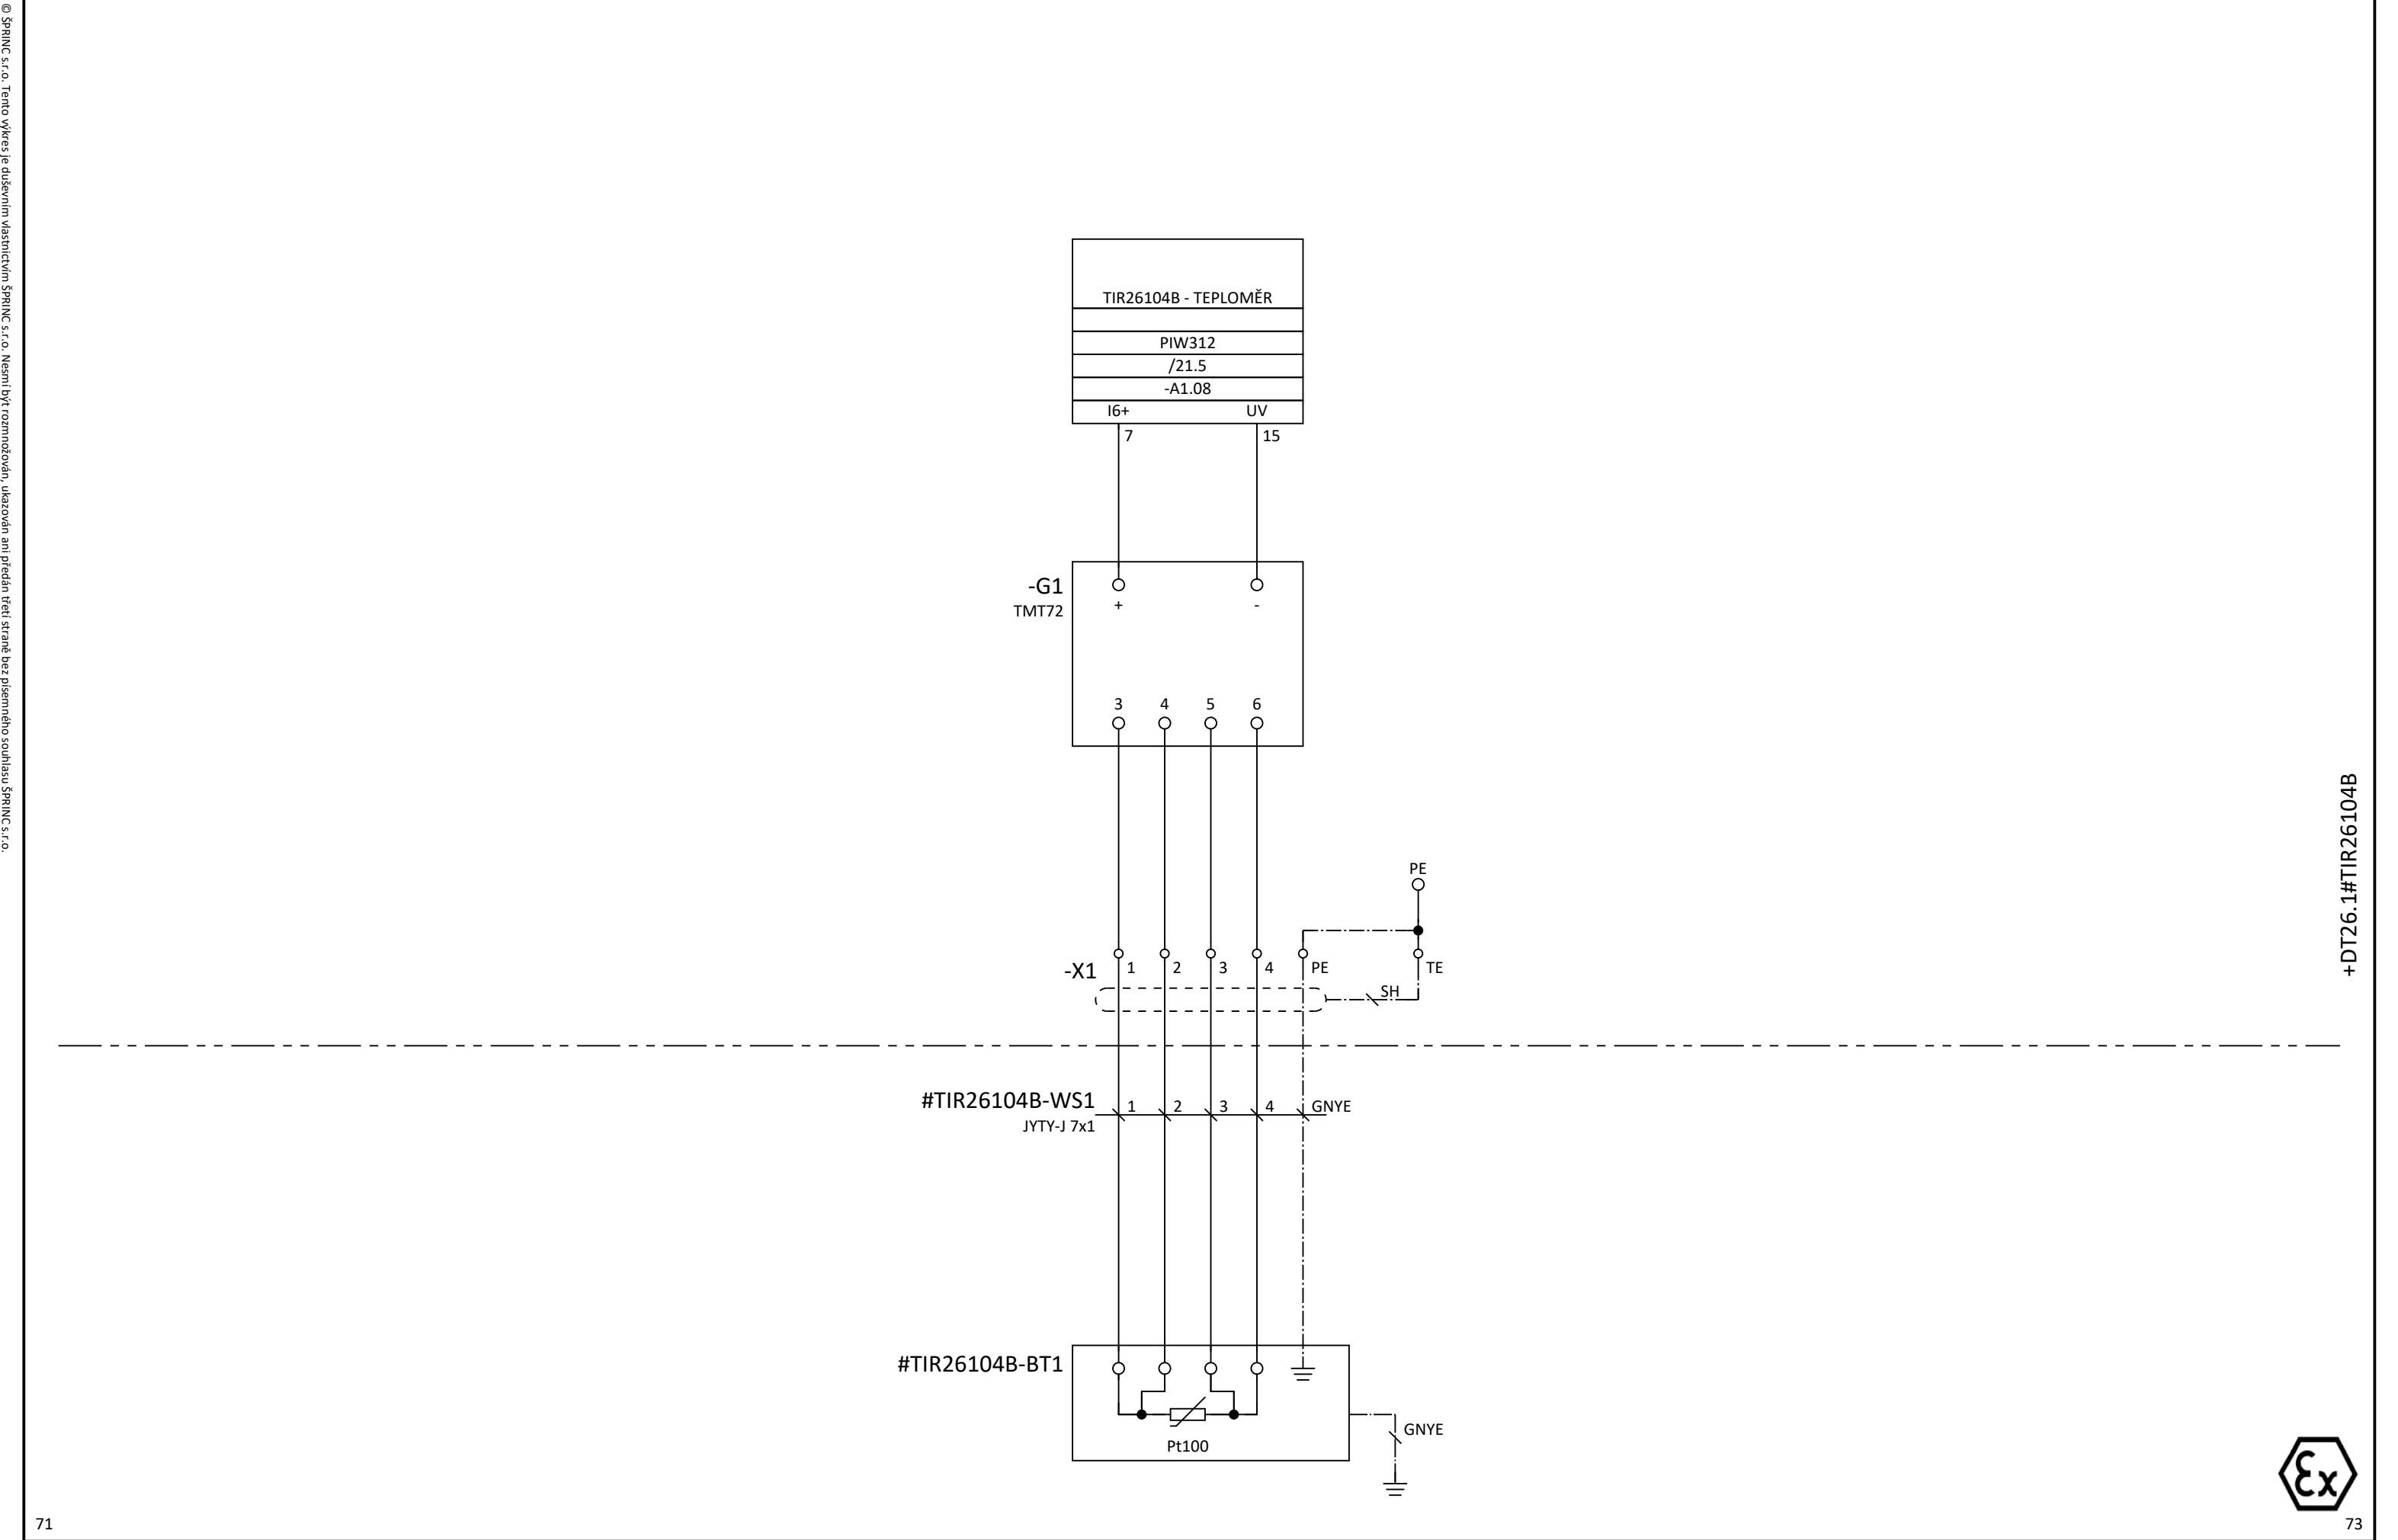 © ŠPRINC s.r.o. Tento výkres je duševním vlastnictvím ŠPRINC s.r.o. Nesmí být rozmnožován, ukazován ani předán třetí straně bez písemného souhlasu ŠPRINC s.r.o.
TIR26104B - TEPLOMĚR
PIW312
/21.5
-A1.08
I6+ UV
7 15
-G1
TMT72
+ -
3 4 5 6
PE
-X1 1 2 3 4 PE TE
SH
+DT26.1#TIR26104B
#TIR26104B-WS1 1 2 3 4 GNYE
JYTY-J 7x1
#TIR26104B-BT1
Pt100
GNYE
Ex
71 73